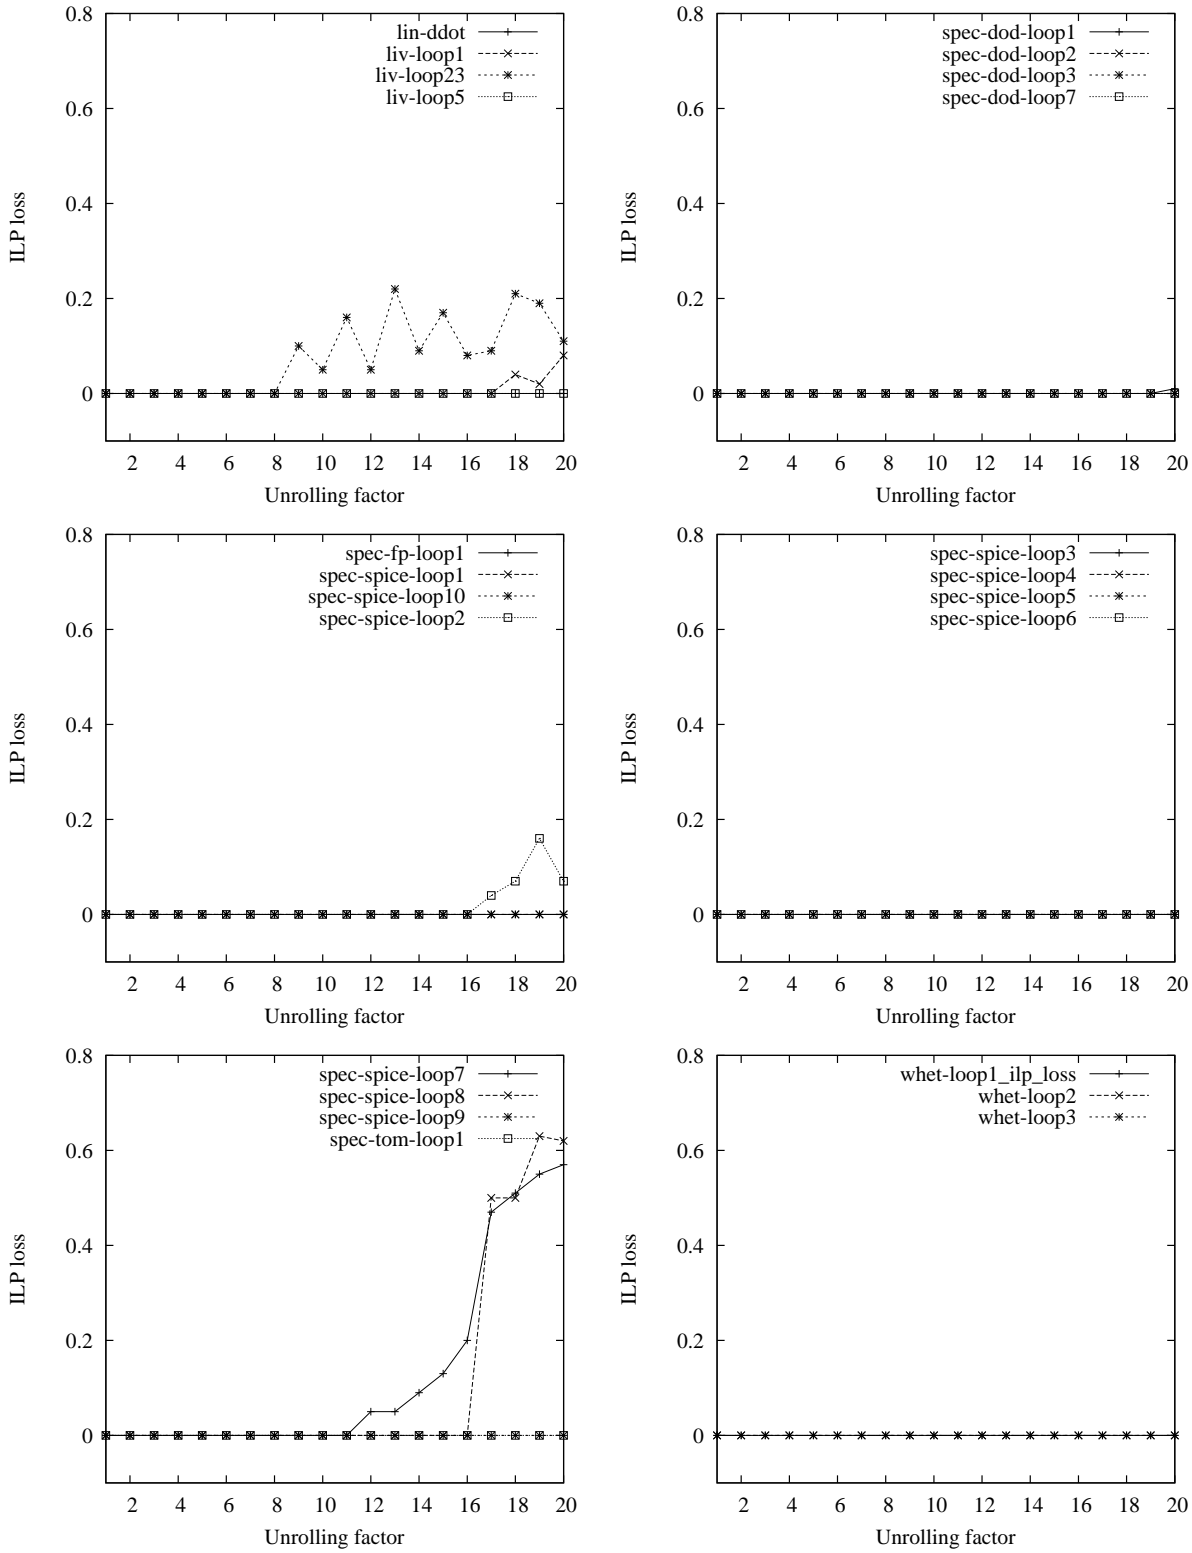 0.8
lin-ddot
liv-loop1
liv-loop23
liv-loop5
0.6
0.4
0.2
0
ILP loss
2 4 6 8 10 12 14 16 18 20
Unrolling factor
0.8
spec-dod-loop1
spec-dod-loop2
spec-dod-loop3
spec-dod-loop7
0.6
0.4
0.2
0
ILP loss
2 4 6 8 10 12 14 16 18 20
Unrolling factor
0.8
spec-fp-loop1
spec-spice-loop1
spec-spice-loop10
spec-spice-loop2
0.6
0.4
0.2
0
ILP loss
2 4 6 8 10 12 14 16 18 20
Unrolling factor
0.8
spec-spice-loop3
spec-spice-loop4
spec-spice-loop5
spec-spice-loop6
0.6
0.4
0.2
0
ILP loss
2 4 6 8 10 12 14 16 18 20
Unrolling factor
0.8
spec-spice-loop7
spec-spice-loop8
spec-spice-loop9
spec-tom-loop1
0.6
0.4
0.2
0
ILP loss
2 4 6 8 10 12 14 16 18 20
Unrolling factor
0.8
whet-loop1_ilp_loss
whet-loop2
whet-loop3
0.6
0.4
0.2
0
ILP loss
2 4 6 8 10 12 14 16 18 20
Unrolling factor